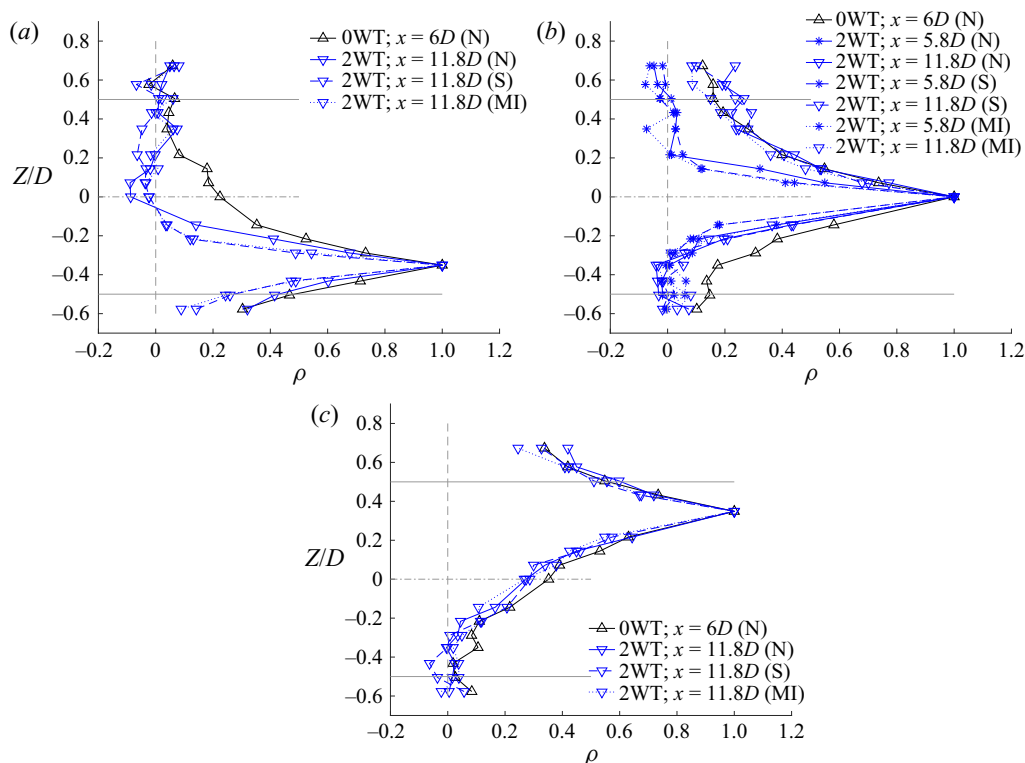 (a)
0.8
0.6
0.4
0.2
0
–0.2
–0.4
–0.6
Z/D
–0.2 0 0.2 0.4 0.6 0.8 1.0 1.2
ρ
0WT; x = 6D (N)
2WT; x = 11.8D (N)
2WT; x = 11.8D (S)
2WT; x = 11.8D (MI)
(b)
0.8
0.6
0.4
0.2
0
–0.2
–0.4
–0.6
–0.2 0 0.2 0.4 0.6 0.8 1.0 1.2
ρ
0WT; x = 6D (N)
2WT; x = 5.8D (N)
2WT; x = 11.8D (N)
2WT; x = 5.8D (S)
2WT; x = 11.8D (S)
2WT; x = 5.8D (MI)
2WT; x = 11.8D (MI)
(c)
0.8
0.6
0.4
0.2
0
–0.2
–0.4
–0.6
Z/D
–0.2 0 0.2 0.4 0.6 0.8 1.0 1.2
ρ
0WT; x = 6D (N)
2WT; x = 11.8D (N)
2WT; x = 11.8D (S)
2WT; x = 11.8D (MI)